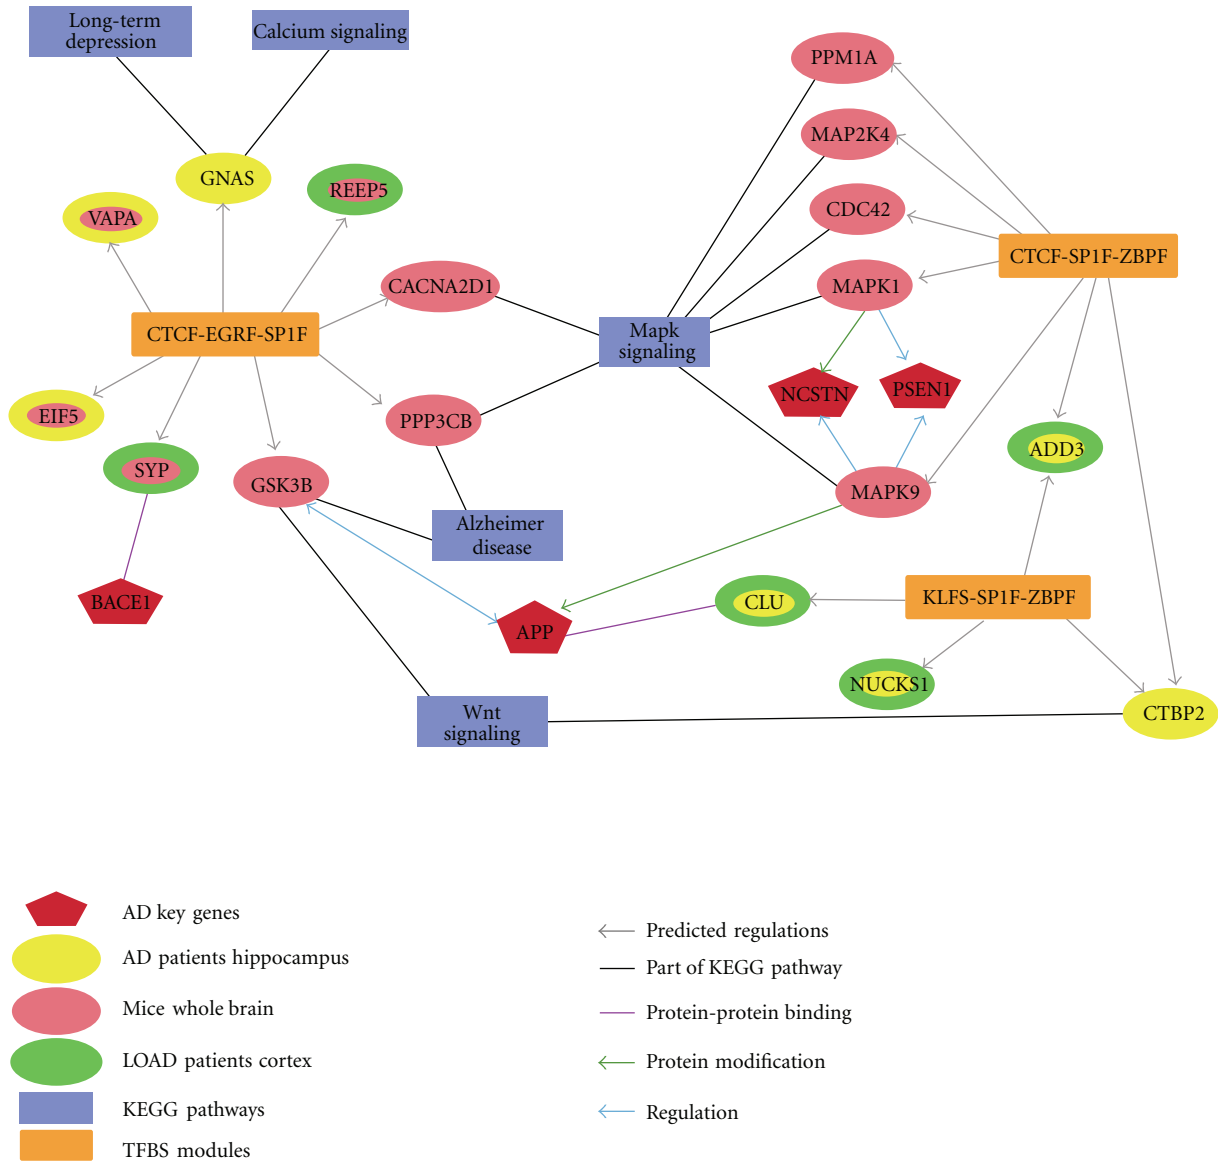 Long-term
depression
Calcium signaling
PPM1A
MAP2K4
GNAS
REEP5
VAPA
CDC42
CTCF-SP1F-ZBPF
CACNA2D1
MAPK1
CTCF-EGRF-SP1F
Mapk
signaling
NCSTN
PSEN1
EIF5
PPP3CB
ADD3
SYP
GSK3B
MAPK9
Alzheimer
disease
BACE1
CLU
KLFS-SP1F-ZBPF
APP
NUCKS1
Wnt
signaling
CTBP2
AD key genes
AD patients hippocampus
Mice whole brain
LOAD patients cortex
KEGG pathways
TFBS modules
Predicted regulations
Part of KEGG pathway
Protein-protein binding
Protein modification
Regulation